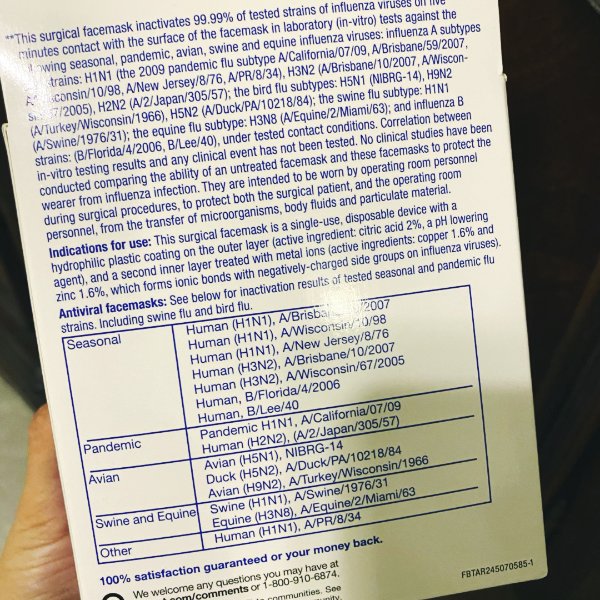 **This surgical facemask inactivates 99.99% of tested strains of influenza viruses on five
minutes contact with the surface of the facemask in laboratory (in-vitro) tests against the
seasonal, pandemic, avian, swine and equine influenza viruses: influenza A subtypes
H1N1 (the 2009 pandemic flu subtype A/California/07/09, A/Brisbane/59/2007,
10/98, A/New Jersey/8/76, A/PR/8/34), H3N2 (A/Brisbane/10/2007, A/Wiscon-
2005), H2N2 (A/2/Japan/305/57); the bird flu subtypes: H5N1 (NIBRG-14), H9N2
(A/Turkey/Wisconsin/1966), H5N2 (A/Duck/PA/10218/84); the swine flu subtype: H1N1
(A/Swine/1976/31); the equine flu subtype: H3N8 (A/Equine/2/Miami/63); and influenza B
strains: (B/Florida/4/2006, B/Lee/40), under tested contact conditions. Correlation between
in-vitro testing results and any clinical event has not been tested. No clinical studies have been
conducted comparing the ability of an untreated facemask and these facemasks to protect the
wearer from influenza infection. They are intended to be worn by operating room personnel
during surgical procedures, to protect both the surgical patient, and the operating room
personnel, from the transfer of microorganisms, body fluids and particulate material.
Indications for use: This surgical facemask is a single-use, disposable device with a
hydrophilic plastic coating on the outer layer (active ingredient: citric acid 2%, a pH lowering
agent), and a second inner layer treated with metal ions (active ingredients: copper 1.6% and
zinc 1.6%, which forms ionic bonds with negatively-charged side groups on influenza viruses).
Antiviral facemasks: See below for inactivation results of tested seasonal and pandemic flu
strains. Including swine flu and bird flu.
Seasonal
Human (H1N1), A/Brisbane/59/2007
Human (H1N1), A/Wisconsin/10/98
Human (H1N1), A/New Jersey/8/76
Human (H3N2), A/Brisbane/10/2007
Human (H3N2), A/Wisconsin/67/2005
Human, B/Florida/4/2006
Human, B/Lee/40
Pandemic
Pandemic H1N1, A/California/07/09
Human (H2N2), (A/2/Japan/305/57)
Avian
Avian (H5N1), NIBRG-14
Duck (H5N2), A/Duck/PA/10218/84
Avian (H9N2), A/Turkey/Wisconsin/1966
Swine and Equine
Swine (H1N1), A/Swine/1976/31
Equine (H3N8), A/Equine/2/Miami/63
Other
Human (H1N1), A/PR/8/34
100% satisfaction guaranteed or your money back.
We welcome any questions you may have at
.com/comments or 1-800-910-6874.
communities. See
FBTAR245070585-1